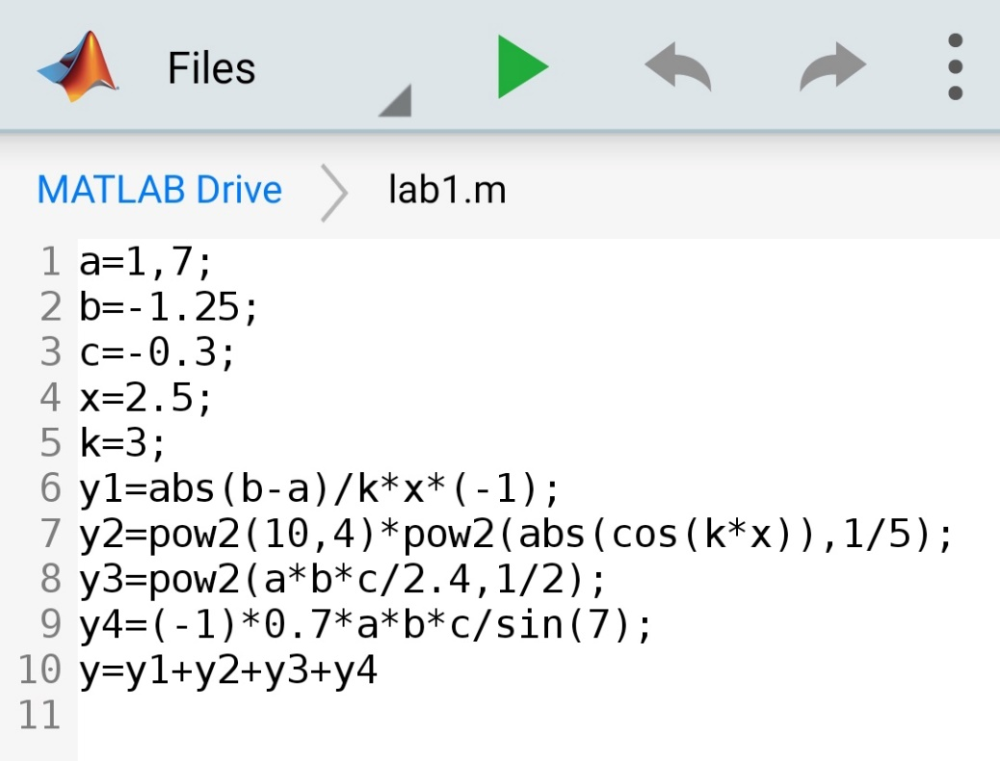 Files
MATLAB Drive lab1.m
1 a=1,7;
2 b=-1.25;
3 c=-0.3;
4 x=2.5;
5 k=3;
6 y1=abs(b-a)/k*x*(-1);
7 y2=pow2(10,4)*pow2(abs(cos(k*x)),1/5);
8 y3=pow2(a*b*c/2.4,1/2);
9 y4=(-1)*0.7*a*b*c/sin(7);
10 y=y1+y2+y3+y4
11